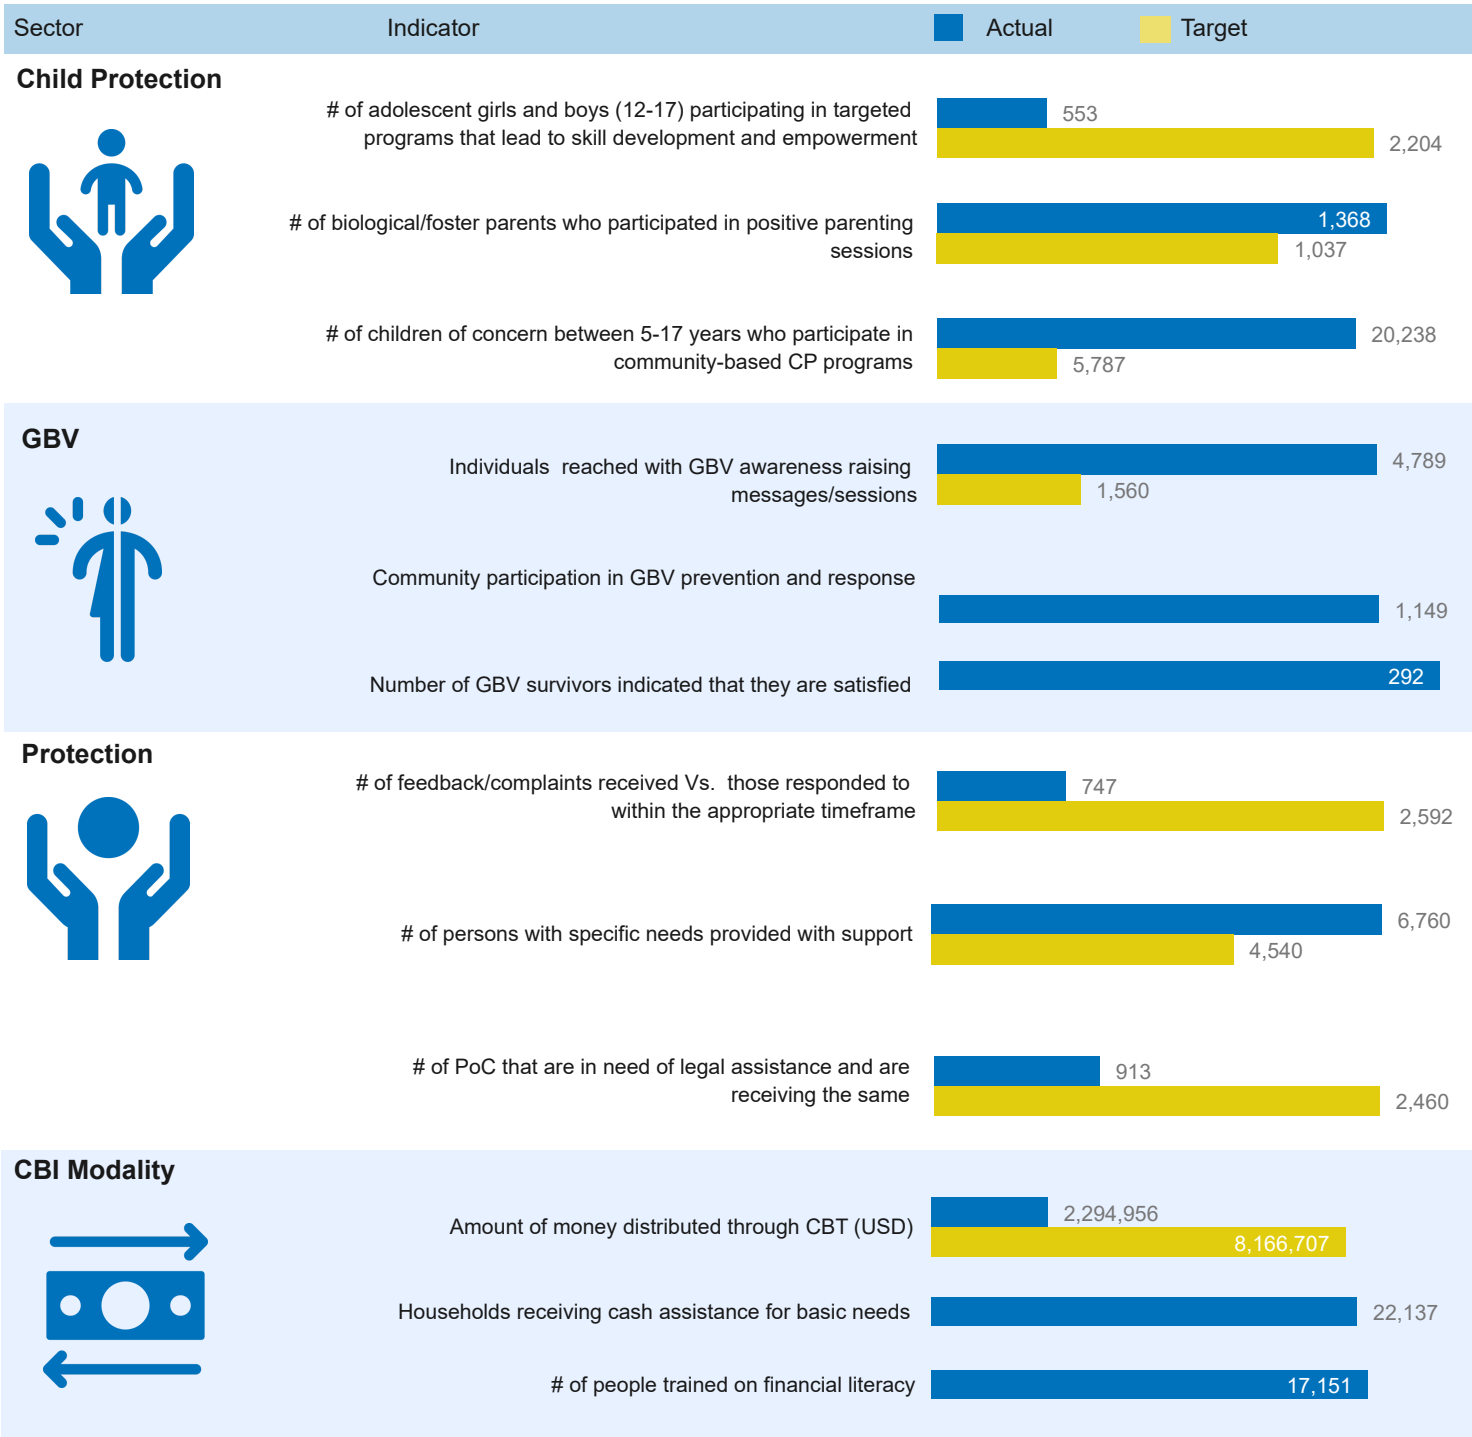 Sector Indicator Actual Target
Child Protection
# of adolescent girls and boys (12-17) participating in targeted
programs that lead to skill development and empowerment
553
2,204
# of biological/foster parents who participated in positive parenting
sessions
1,368
1,037
# of children of concern between 5-17 years who participate in
community-based CP programs
20,238
5,787
GBV
Individuals reached with GBV awareness raising
messages/sessions
4,789
1,560
Community participation in GBV prevention and response
1,149
Number of GBV survivors indicated that they are satisfied
292
Protection
# of feedback/complaints received Vs. those responded to
within the appropriate timeframe
747
2,592
# of persons with specific needs provided with support
6,760
4,540
# of PoC that are in need of legal assistance and are
receiving the same
913
2,460
CBI Modality
Amount of money distributed through CBT (USD)
2,294,956
8,166,707
Households receiving cash assistance for basic needs
22,137
# of people trained on financial literacy
17,151